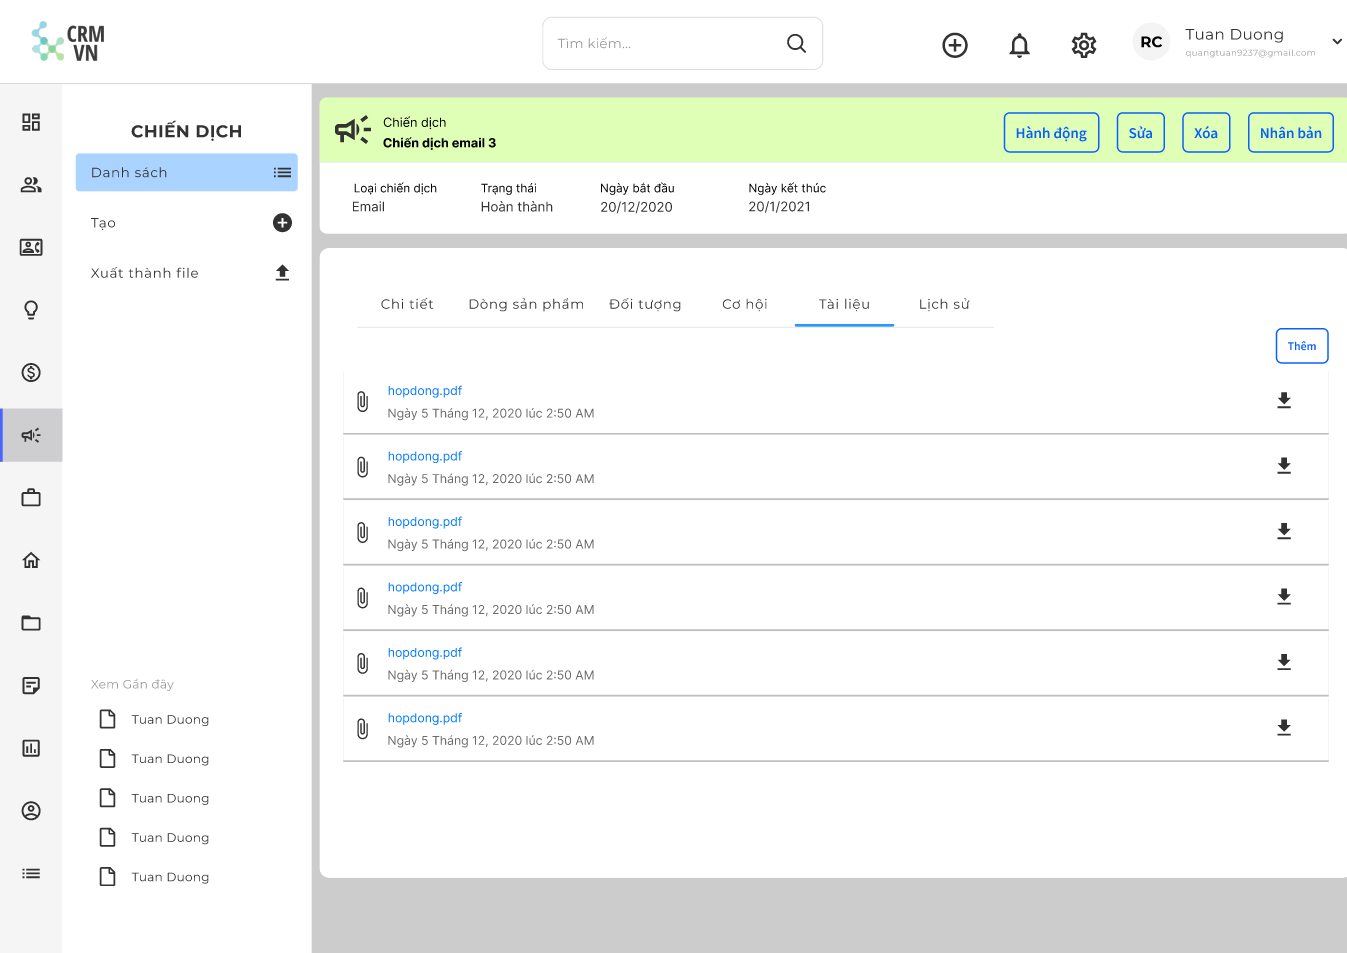 CRM
VN
Tìm kiếm...
RC
Tuan Duong
quangtuan9237@gmail.com
CHIẾN DỊCH
Danh sách
Tạo
Xuất thành file
Xem Gần đây
Tuan Duong
Tuan Duong
Tuan Duong
Tuan Duong
Tuan Duong
Chiến dịch
Chiến dịch email 3
Hành động
Sửa
Xóa
Nhân bản
Loại chiến dịch
Email
Trạng thái
Hoàn thành
Ngày bắt đầu
20/12/2020
Ngày kết thúc
20/1/2021
Chi tiết
Dòng sản phẩm
Đối tượng
Cơ hội
Tài liệu
Lịch sử
Thêm
hopdong.pdf
Ngày 5 Tháng 12, 2020 lúc 2:50 AM
hopdong.pdf
Ngày 5 Tháng 12, 2020 lúc 2:50 AM
hopdong.pdf
Ngày 5 Tháng 12, 2020 lúc 2:50 AM
hopdong.pdf
Ngày 5 Tháng 12, 2020 lúc 2:50 AM
hopdong.pdf
Ngày 5 Tháng 12, 2020 lúc 2:50 AM
hopdong.pdf
Ngày 5 Tháng 12, 2020 lúc 2:50 AM